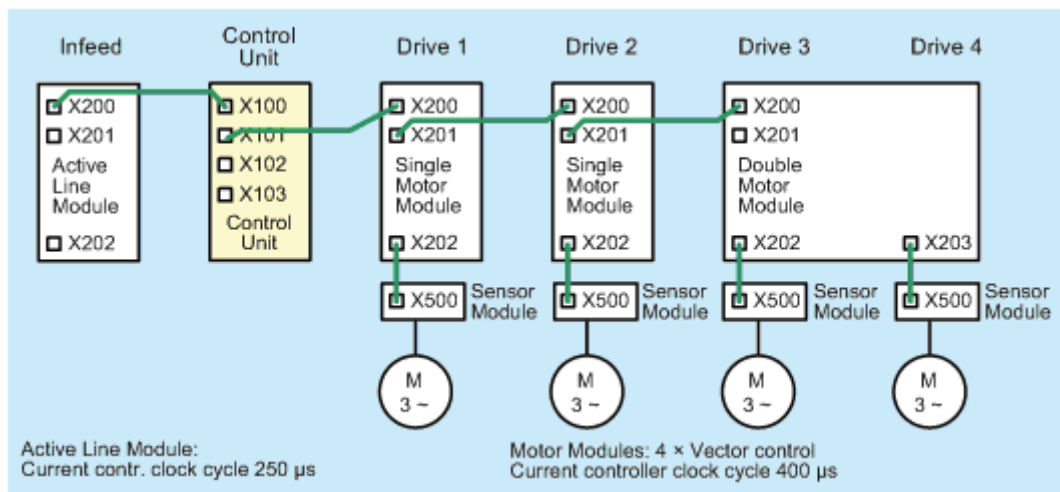 Infeed
Control
Unit
Drive 1
Drive 2
Drive 3
Drive 4
X200
X201
Active
Line
Module
X202
X100
X101
X102
X103
Control
Unit
X200
X201
Single
Motor
Module
X202
X200
X201
Single
Motor
Module
X202
X200
X201
Double
Motor
Module
X202
X203
X500
Sensor
Module
X500
Sensor
Module
X500
Sensor
Module
X500
Sensor
Module
M
3 ~
M
3 ~
M
3 ~
M
3 ~
Active Line Module:
Current contr. clock cycle 250 µs
Motor Modules: 4 × Vector control
Current controller clock cycle 400 µs